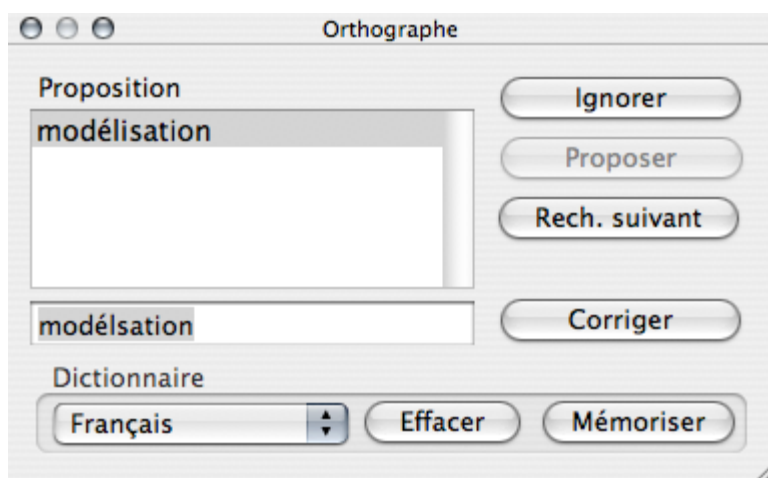 Orthographe
Proposition
modélisation
Ignorer
Proposer
Rech. suivant
modélsation
Corriger
Dictionnaire
Français
Effacer
Mémoriser